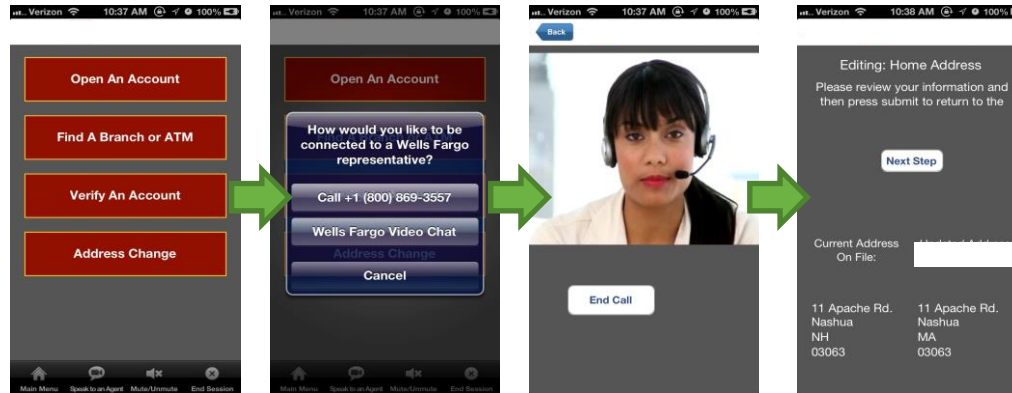 Verizon 10:37 AM 100%
Open An Account
Find A Branch or ATM
Verify An Account
Address Change
Main Menu Speak to an Agent Mute/Unmute End Session
Verizon 10:37 AM 100%
Open An Account
How would you like to be
connected to a Wells Fargo
representative?
Call +1 (800) 869-3557
Wells Fargo Video Chat
Address Change
Cancel
Main Menu Speak to an Agent Mute/Unmute End Session
Verizon 10:37 AM 100%
Back
End Call
Verizon 10:38 AM 100%
Editing: Home Address
Please review your information and
then press submit to return to the
Next Step
Current Address
On File:
11 Apache Rd. 11 Apache Rd.
Nashua Nashua
NH MA
03063 03063